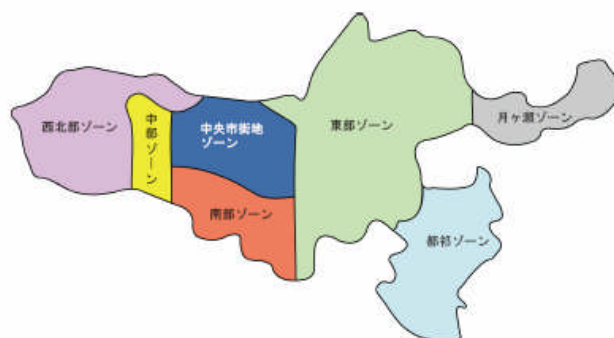 西北部ゾーン
中部ゾーン
中央市街地
ゾーン
南部ゾーン
東部ゾーン
月ヶ瀬ゾーン
都祁ゾーン